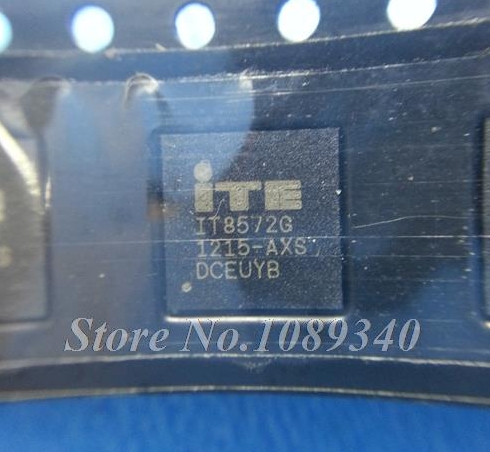 iTE
IT8572G
1215-AXS
DCEUYB
Store No.1089340